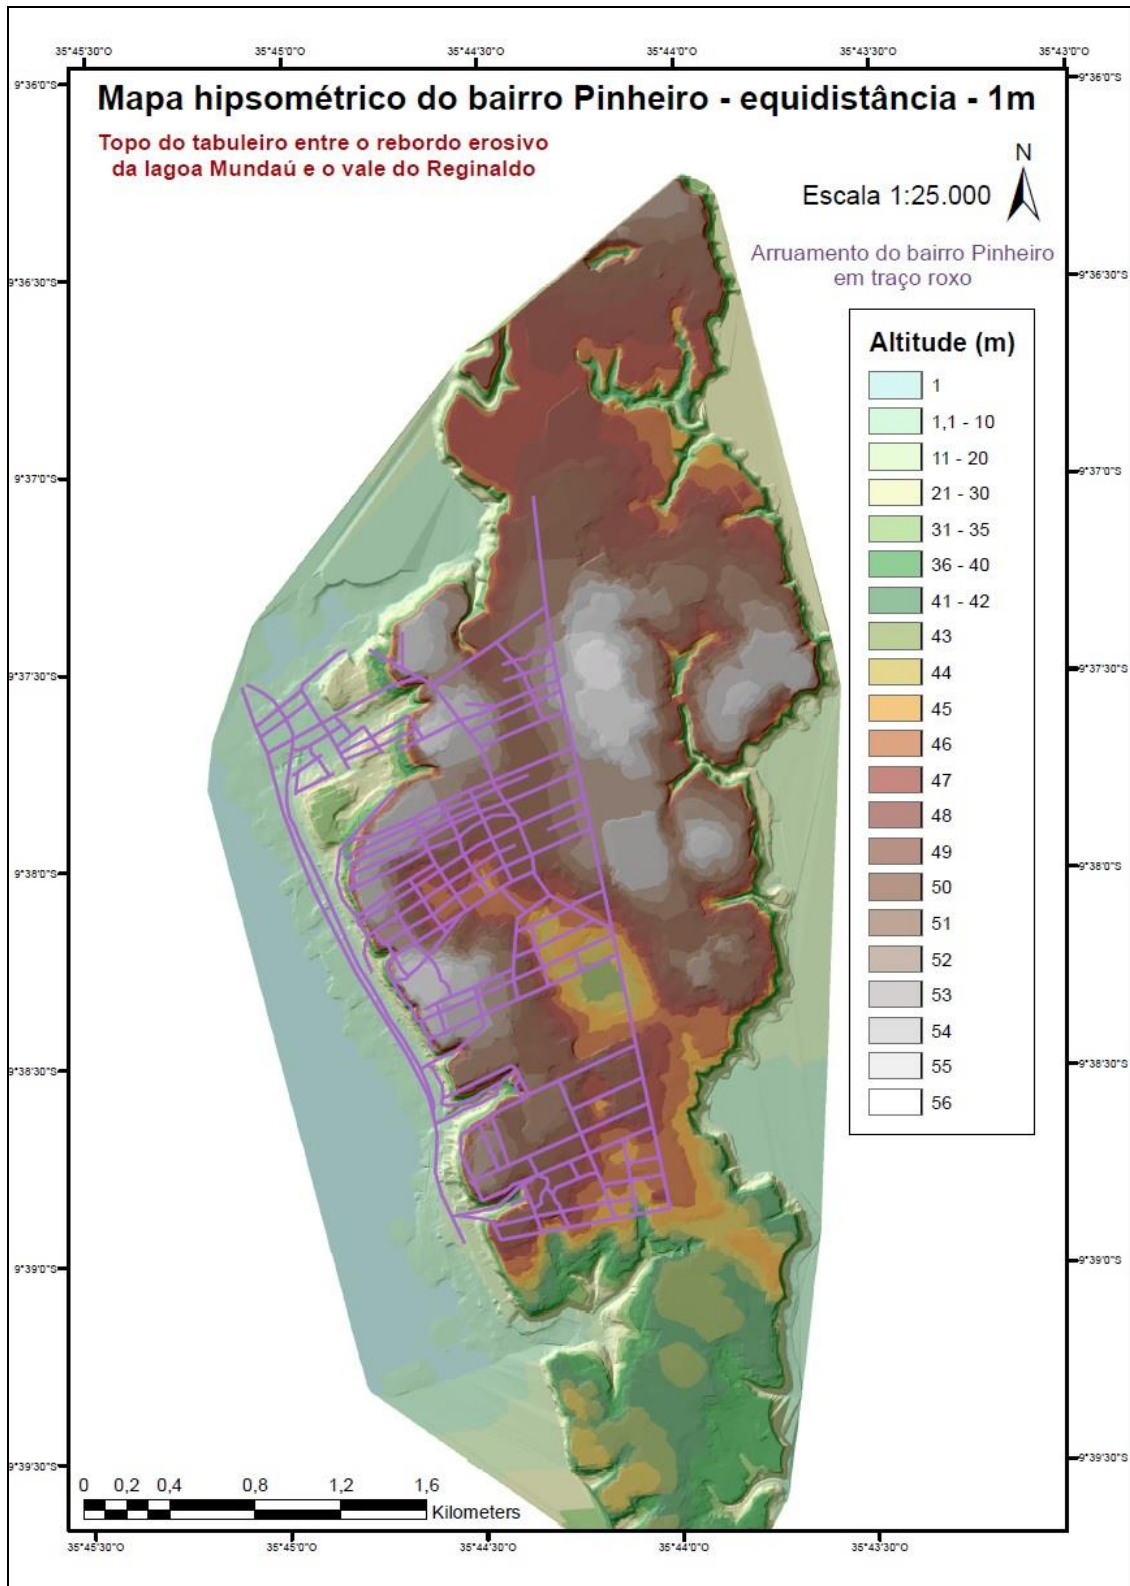 35°45'30"O 35°45'0"O 35°44'30"O 35°44'0"O 35°43'30"O 35°43'0"O
9°36'0"S 9°36'0"S
Mapa hipsométrico do bairro Pinheiro - equidistância - 1m
Topo do tabuleiro entre o rebordo erosivo
da lagoa Mundaú e o vale do Reginaldo
N
Escala 1:25.000
Arruamento do bairro Pinheiro
em traço roxo
9°36'30"S 9°36'30"S
Altitude (m)
1
1,1 - 10
11 - 20
21 - 30
31 - 35
36 - 40
41 - 42
43
44
45
46
47
48
49
50
51
52
53
54
55
56
9°37'0"S 9°37'0"S
9°37'30"S 9°37'30"S
9°38'0"S 9°38'0"S
9°38'30"S 9°38'30"S
9°39'0"S 9°39'0"S
9°39'30"S 9°39'30"S
0 0,2 0,4 0,8 1,2 1,6
Kilometers
35°45'30"O 35°45'0"O 35°44'30"O 35°44'0"O 35°43'30"O